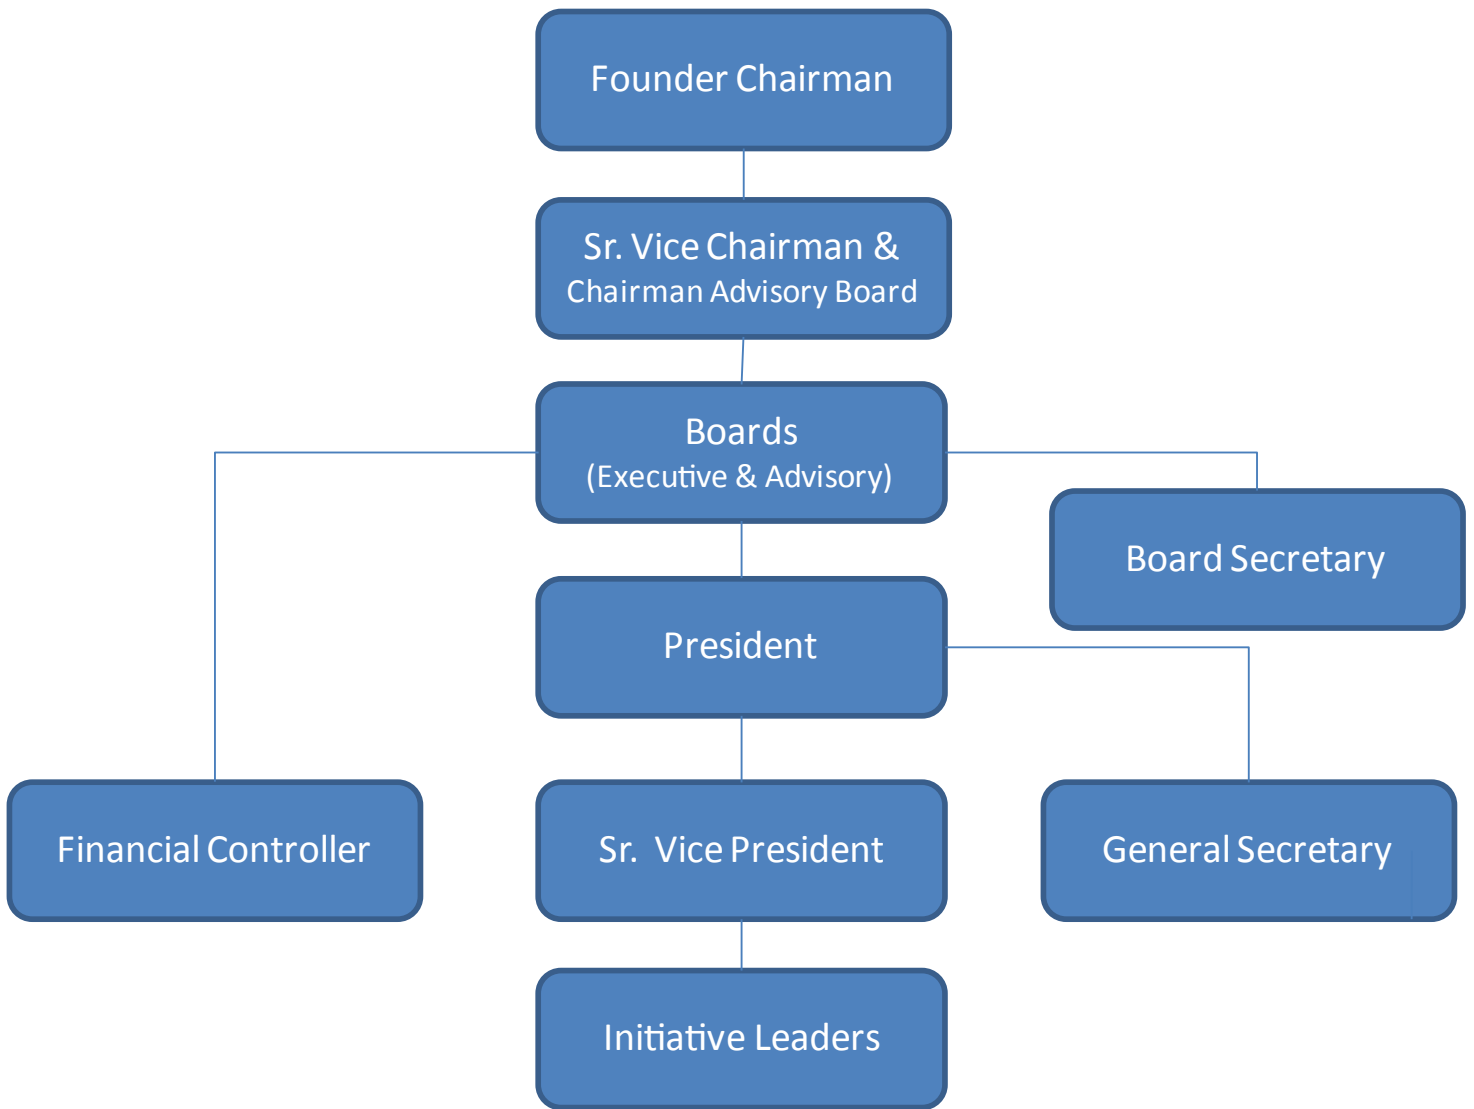 Founder Chairman
Sr. Vice Chairman &
Chairman Advisory Board
Boards
(Executive & Advisory)
Board Secretary
President
Financial Controller
Sr. Vice President
General Secretary
Initiative Leaders